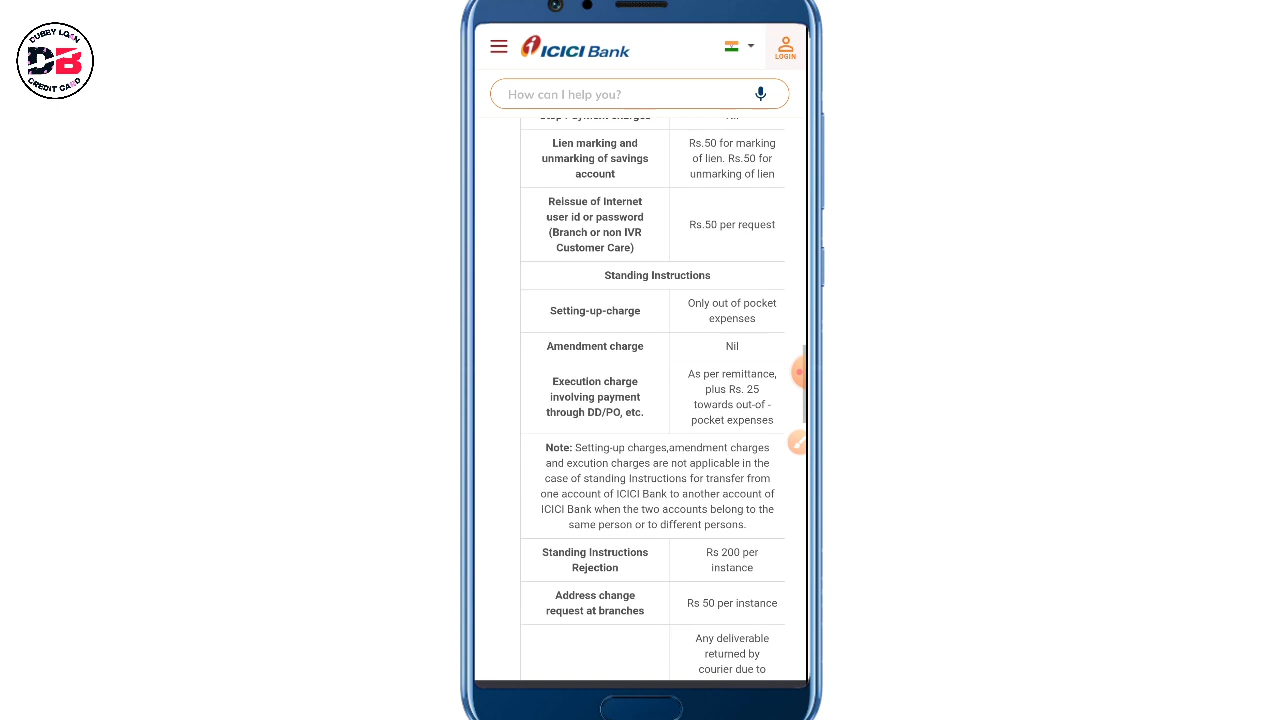 DUBBY LOAN
DB
CREDIT CARD
ICICI Bank
LOGIN
How can I help you?
Lien marking and
unmarking of savings
account
Rs.50 for marking
of lien. Rs.50 for
unmarking of lien
Reissue of Internet
user id or password
(Branch or non IVR
Customer Care)
Rs.50 per request
Standing Instructions
Setting-up-charge
Only out of pocket
expenses
Amendment charge
Nil
Execution charge
involving payment
through DD/PO, etc.
As per remittance,
plus Rs. 25
towards out-of -
pocket expenses
Note: Setting-up charges,amendment charges
and excution charges are not applicable in the
case of standing Instructions for transfer from
one account of ICICI Bank to another account of
ICICI Bank when the two accounts belong to the
same person or to different persons.
Standing Instructions
Rejection
Rs 200 per
instance
Address change
request at branches
Rs 50 per instance
Any deliverable
returned by
courier due to